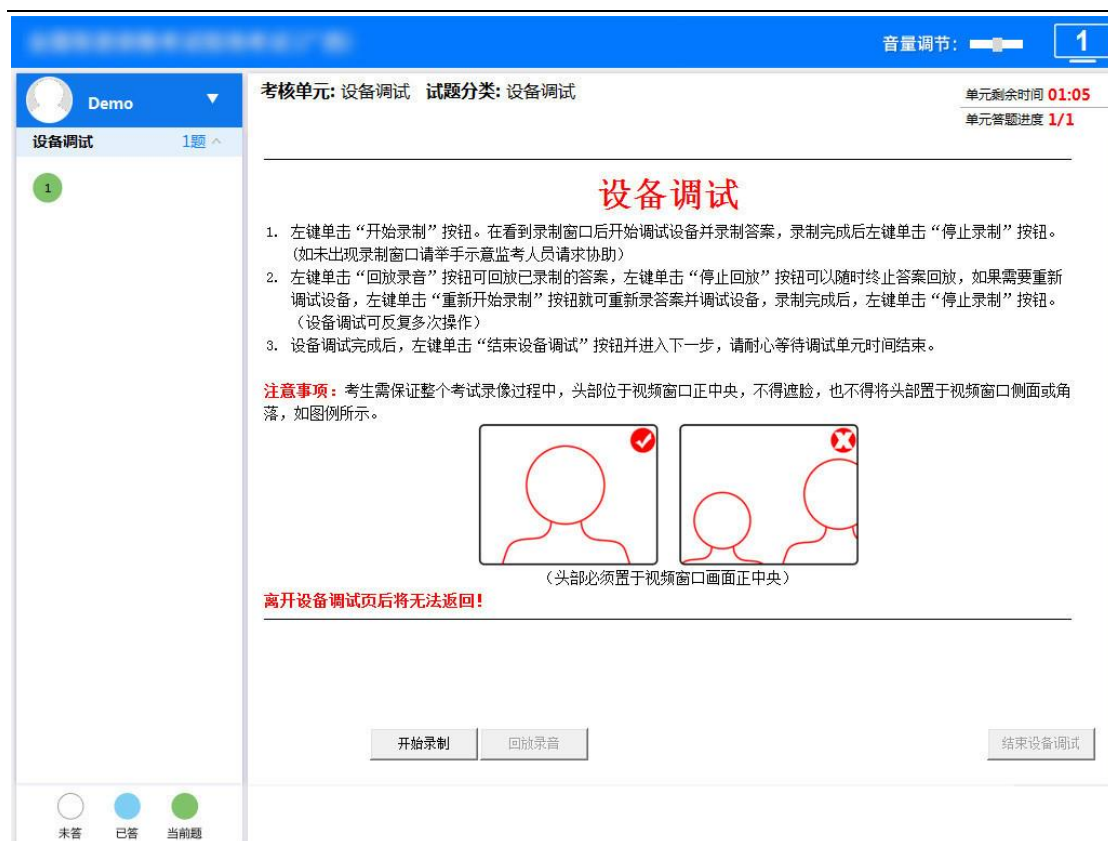 音量调节：
1
Demo
设备调试 1题
1
考核单元: 设备调试 试题分类: 设备调试
单元剩余时间 01:05
单元答题进度 1/1
设备调试
1. 左键单击“开始录制”按钮。在看到录制窗口后开始调试设备并录制答案，录制完成后左键单击“停止录制”按钮。
(如未出现录制窗口请举手示意监考人员请求协助)
2. 左键单击“回放录音”按钮可回放已录制的答案，左键单击“停止回放”按钮可以随时终止答案回放，如果需要重新
调试设备，左键单击“重新开始录制”按钮就可重新录答案并调试设备，录制完成后，左键单击“停止录制”按钮。
（设备调试可反复多次操作）
3. 设备调试完成后，左键单击“结束设备调试”按钮并进入下一步，请耐心等待调试单元时间结束。
注意事项：考生需保证整个考试录像过程中，头部位于视频窗口正中央，不得遮脸，也不得将头部置于视频窗口侧面或角
落，如图例所示。
（头部必须置于视频窗口画面正中央）
离开设备调试页后将无法返回!
开始录制 回放录音 结束设备调试
未答 已答 当前题